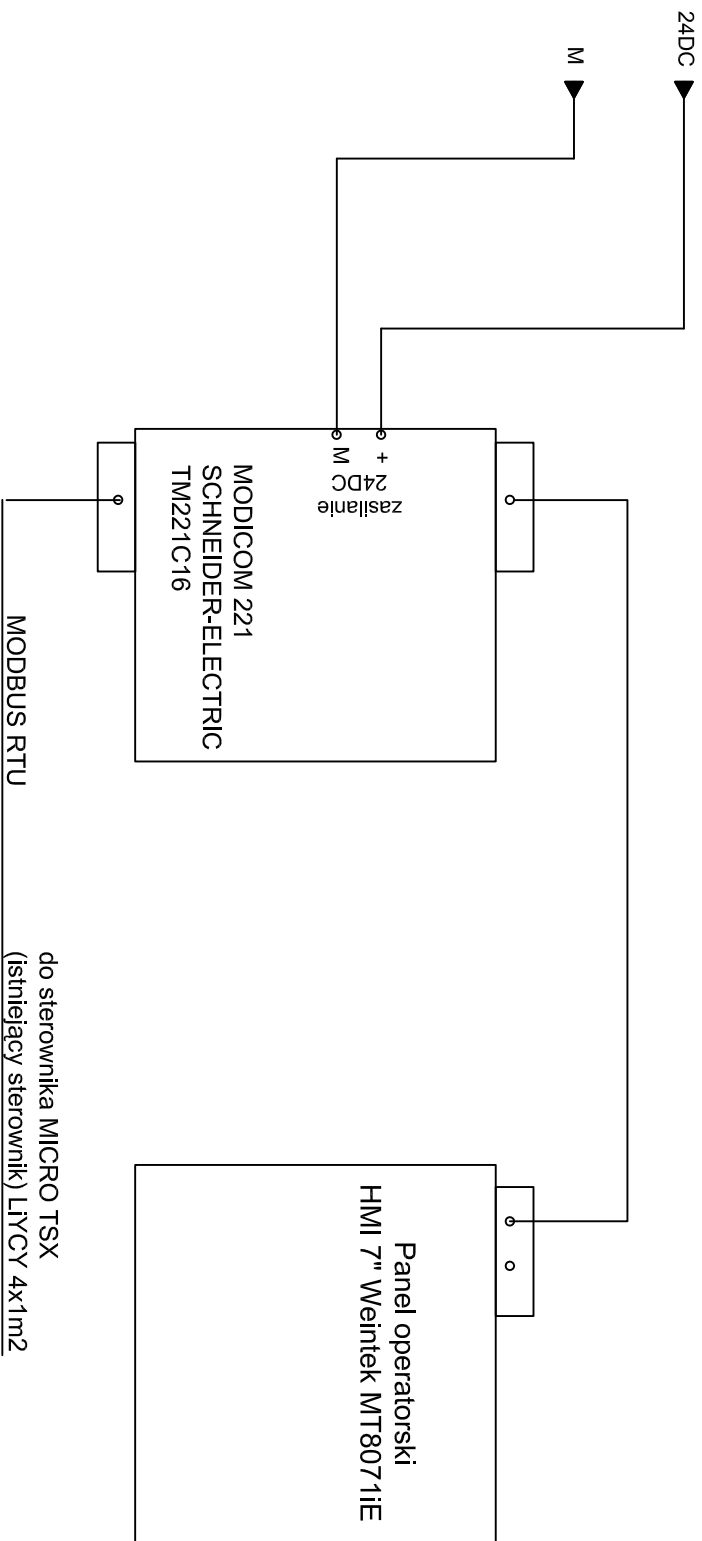 24DC
M
+
M
24DC
zasilanie
MODICOM 221
SCHNEIDER-ELECTRIC
TM221C16
MODBUS RTU
do sterownika MICRO TSX
(istniejący sterownik) LiYCY 4x1m2
Panel operatorski
HMI 7" Weintek MT8071iE